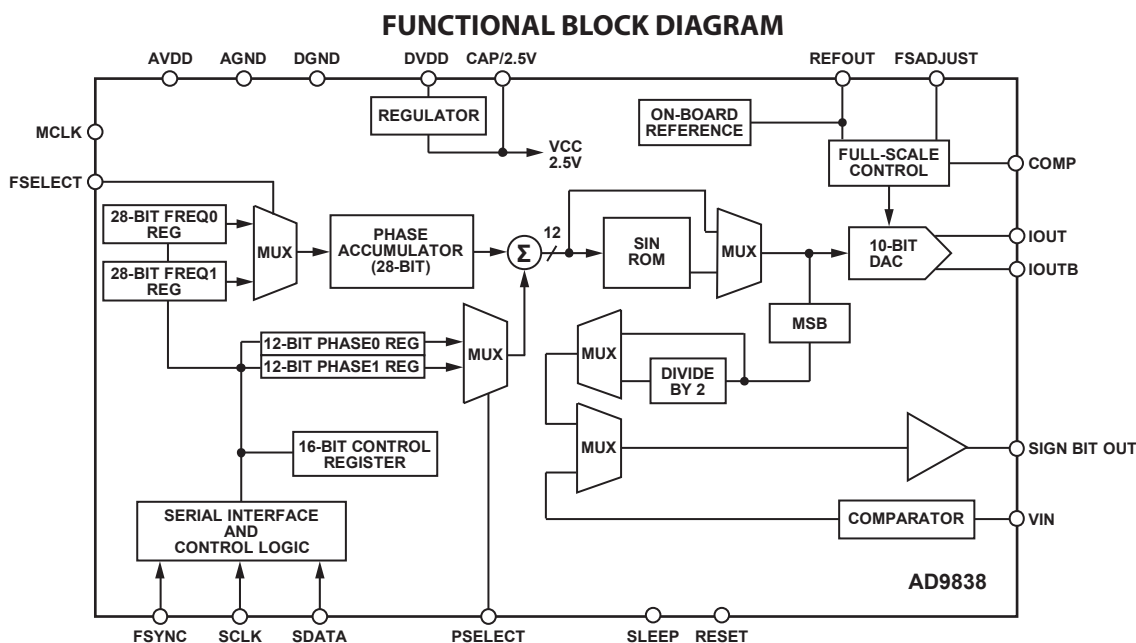 FUNCTIONAL BLOCK DIAGRAM
AVDD
AGND
DGND
DVDD
CAP/2.5V
REFOUT
FSADJUST
MCLK
REGULATOR
ON-BOARD
REFERENCE
VCC
2.5V
FULL-SCALE
CONTROL
COMP
FSELECT
28-BIT FREQ0
REG
28-BIT FREQ1
REG
MUX
PHASE
ACCUMULATOR
(28-BIT)
Σ
12
SIN
ROM
MUX
10-BIT
DAC
IOUT
IOUTB
MSB
12-BIT PHASE0 REG
12-BIT PHASE1 REG
MUX
MUX
DIVIDE
BY 2
16-BIT CONTROL
REGISTER
MUX
SIGN BIT OUT
SERIAL INTERFACE
AND
CONTROL LOGIC
COMPARATOR
VIN
AD9838
FSYNC
SCLK
SDATA
PSELECT
SLEEP
RESET